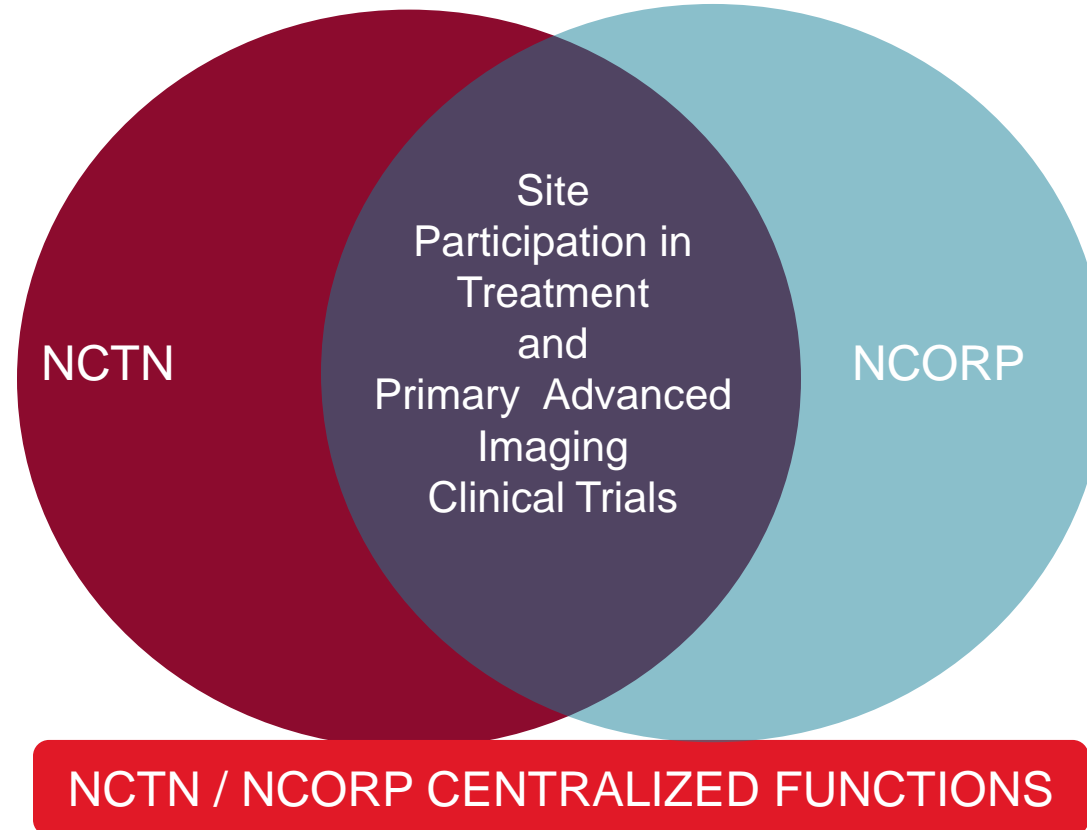 NCTN
Site
Participation in
Treatment
and
Primary Advanced
Imaging
Clinical Trials
NCORP
NCTN / NCORP CENTRALIZED FUNCTIONS